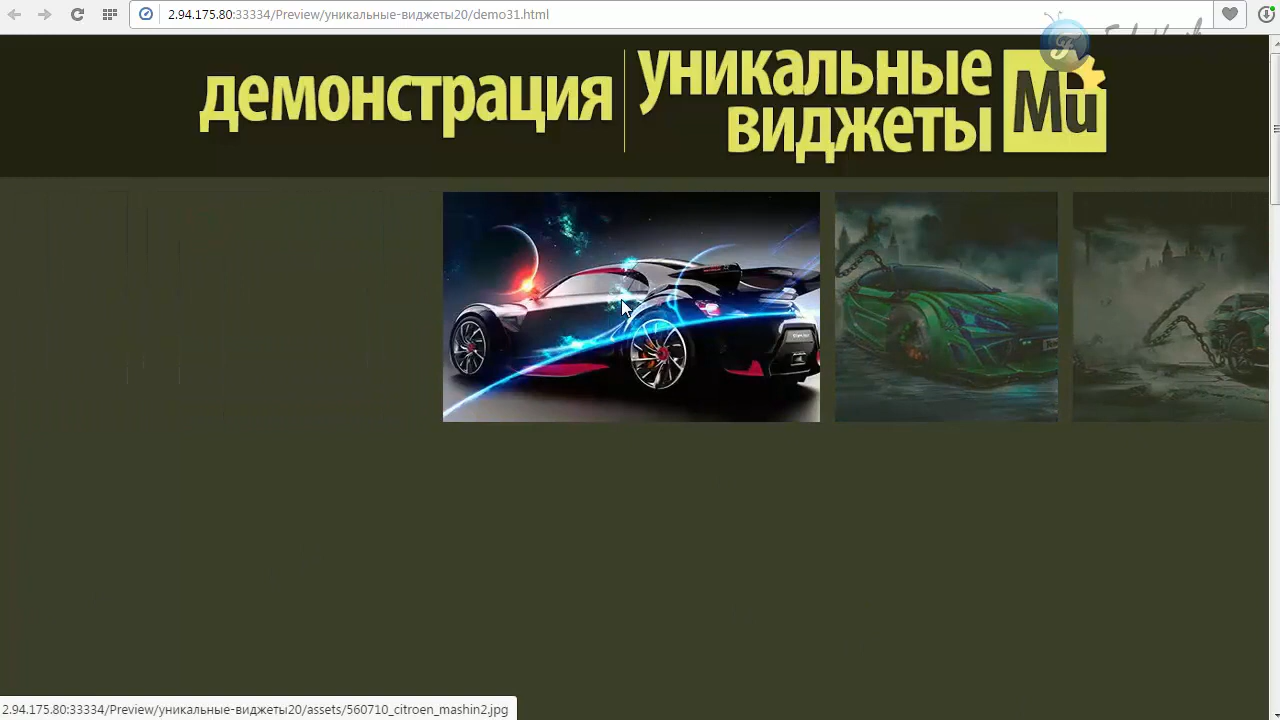 2.94.175.80:33334/Preview/уникальные-виджеты20/demo31.html
демонстрация
уникальные
виджеты
Mu
2.94.175.80:33334/Preview/уникальные-виджеты20/assets/560710_citroen_mashin2.jpg